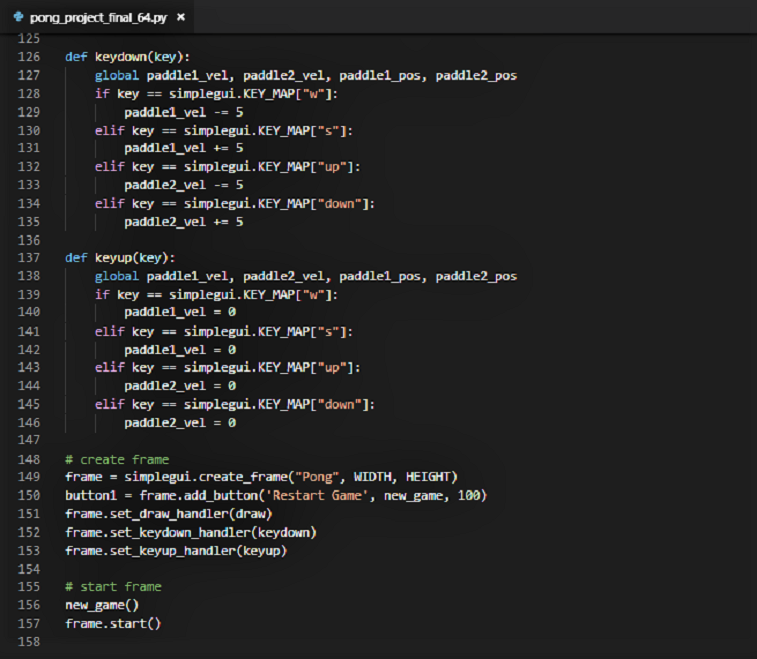 pong_project_final_64.py ×
125
126 def keydown(key):
127     global paddle1_vel, paddle2_vel, paddle1_pos, paddle2_pos
128     if key == simplegui.KEY_MAP["w"]:
129         paddle1_vel -= 5
130     elif key == simplegui.KEY_MAP["s"]:
131         paddle1_vel += 5
132     elif key == simplegui.KEY_MAP["up"]:
133         paddle2_vel -= 5
134     elif key == simplegui.KEY_MAP["down"]:
135         paddle2_vel += 5
136
137 def keyup(key):
138     global paddle1_vel, paddle2_vel, paddle1_pos, paddle2_pos
139     if key == simplegui.KEY_MAP["w"]:
140         paddle1_vel = 0
141     elif key == simplegui.KEY_MAP["s"]:
142         paddle1_vel = 0
143     elif key == simplegui.KEY_MAP["up"]:
144         paddle2_vel = 0
145     elif key == simplegui.KEY_MAP["down"]:
146         paddle2_vel = 0
147
148 # create frame
149 frame = simplegui.create_frame("Pong", WIDTH, HEIGHT)
150 button1 = frame.add_button('Restart Game', new_game, 100)
151 frame.set_draw_handler(draw)
152 frame.set_keydown_handler(keydown)
153 frame.set_keyup_handler(keyup)
154
155 # start frame
156 new_game()
157 frame.start()
158